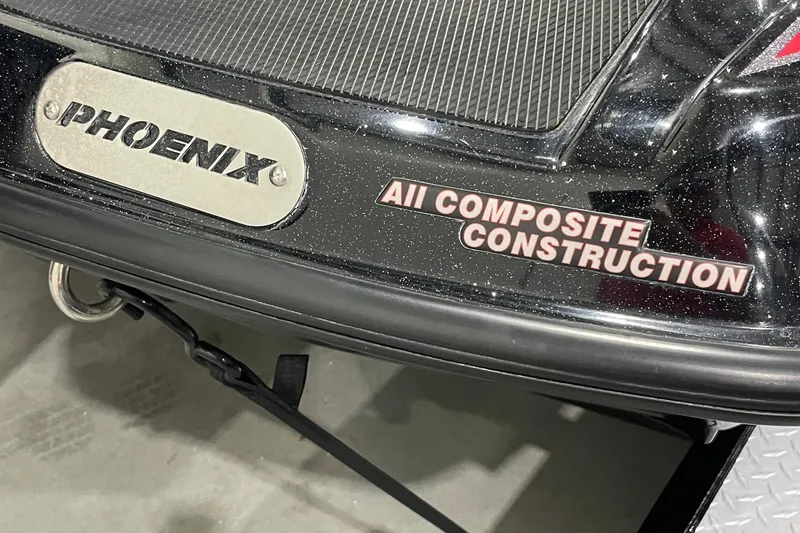 PHOENIX
All COMPOSITE
CONSTRUCTION